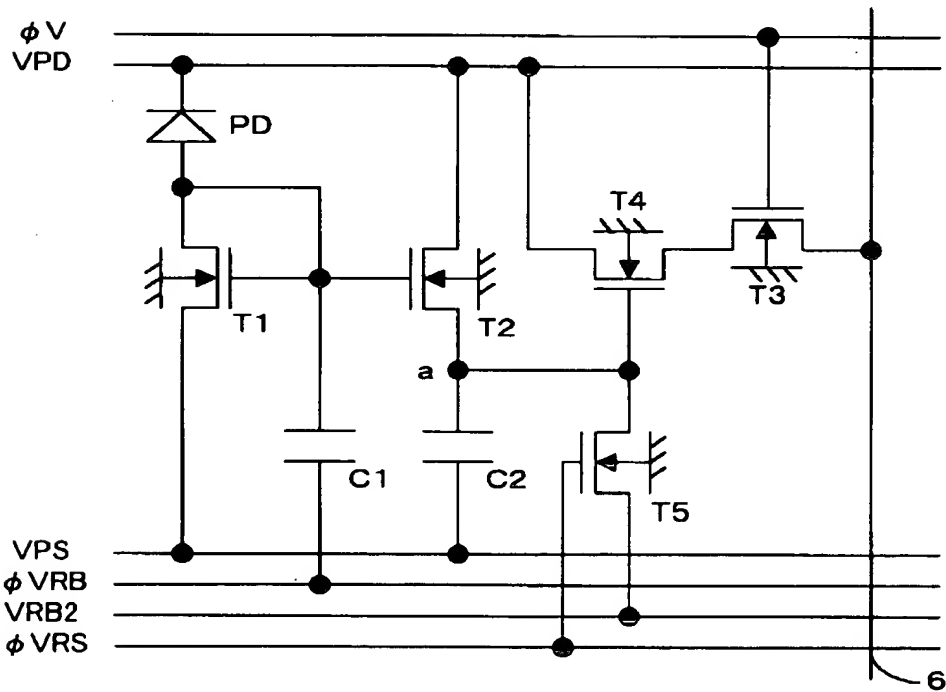 φV
VPD
PD
T4
T3
T1
T2
a
C1
C2
T5
VPS
φVRB
VRB2
φVRS
6